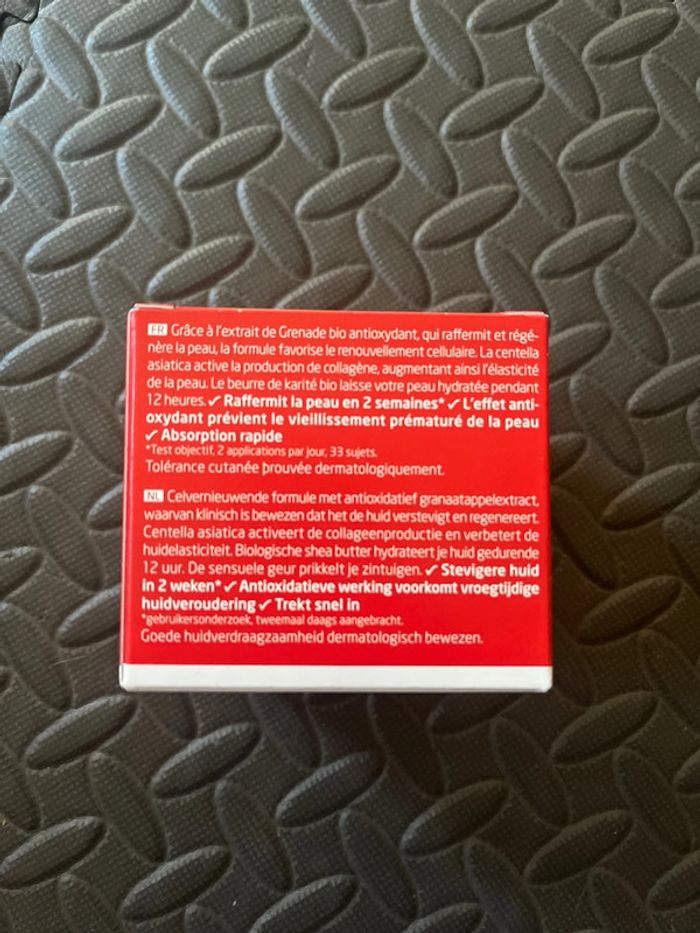 FR Grâce à l'extrait de Grenade bio antioxydant, qui raffermit et régé-
nère la peau, la formule favorise le renouvellement cellulaire. La centella
asiatica active la production de collagène, augmentant ainsi l'élasticité
de la peau. Le beurre de karité bio laisse votre peau hydratée pendant
12 heures. ✓ Raffermit la peau en 2 semaines* ✓ L'effet anti-
oxydant prévient le vieillissement prématuré de la peau
✓ Absorption rapide
*Test objectif, 2 applications par jour, 33 sujets.
Tolérance cutanée prouvée dermatologiquement.
NL Celvernieuwende formule met antioxidatief granaatappelextract,
waarvan klinisch is bewezen dat het de huid verstevigt en regenereert.
Centella asiatica activeert de collageenproductie en verbetert de
huidelasticiteit. Biologische shea butter hydrateert je huid gedurende
12 uur. De sensuele geur prikkelt je zintuigen. ✓ Stevigere huid
in 2 weken* ✓ Antioxidatieve werking voorkomt vroegtijdige
huidveroudering ✓ Trekt snel in
*gebruikersonderzoek, tweemaal daags aangebracht.
Goede huidverdraagzaamheid dermatologisch bewezen.